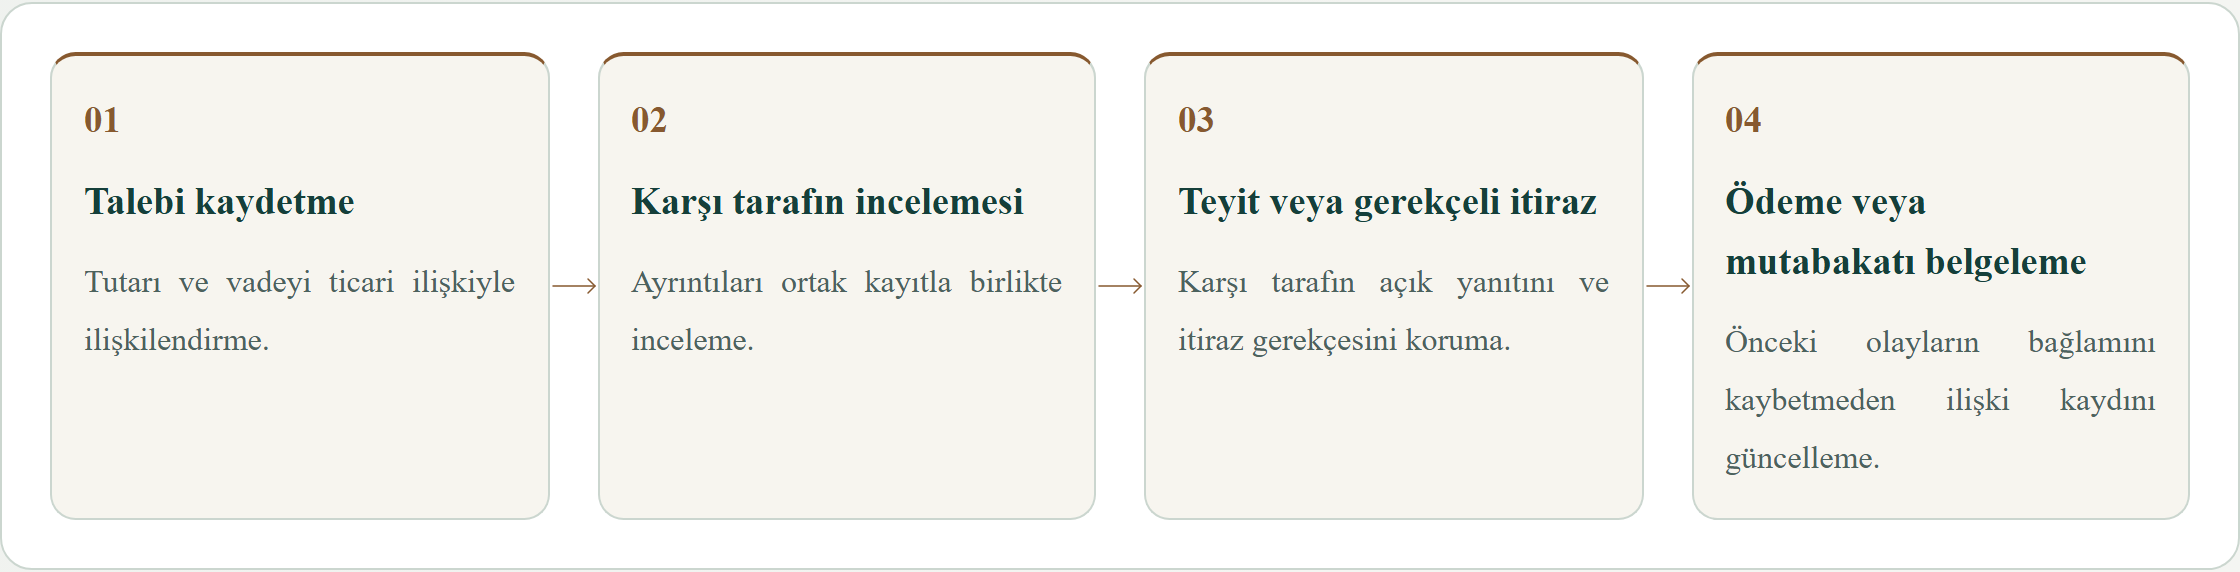 01
Talebi kaydetme
Tutarı ve vadeyi ticari ilişkiyle
ilişkilendirme.
02
Karşı tarafın incelemesi
Ayrıntıları ortak kayıtla birlikte
inceleme.
03
Teyit veya gerekçeli itiraz
Karşı tarafın açık yanıtını ve
itiraz gerekçesini koruma.
04
Ödeme veya
mutabakatı belgeleme
Önceki olayların bağlamını
kaybetmeden ilişki kaydını
güncelleme.